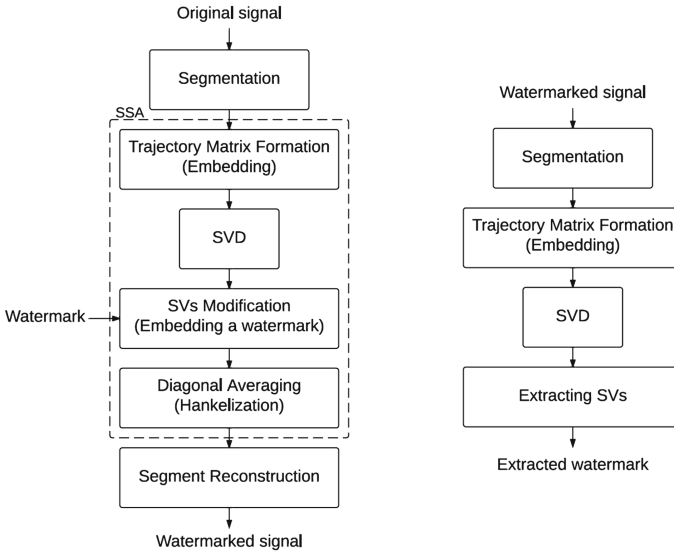 Original signal
Segmentation
SSA
Trajectory Matrix Formation
(Embedding)
SVD
Watermark
SVs Modification
(Embedding a watermark)
Diagonal Averaging
(Hankelization)
Segment Reconstruction
Watermarked signal
Watermarked signal
Segmentation
Trajectory Matrix Formation
(Embedding)
SVD
Extracting SVs
Extracted watermark